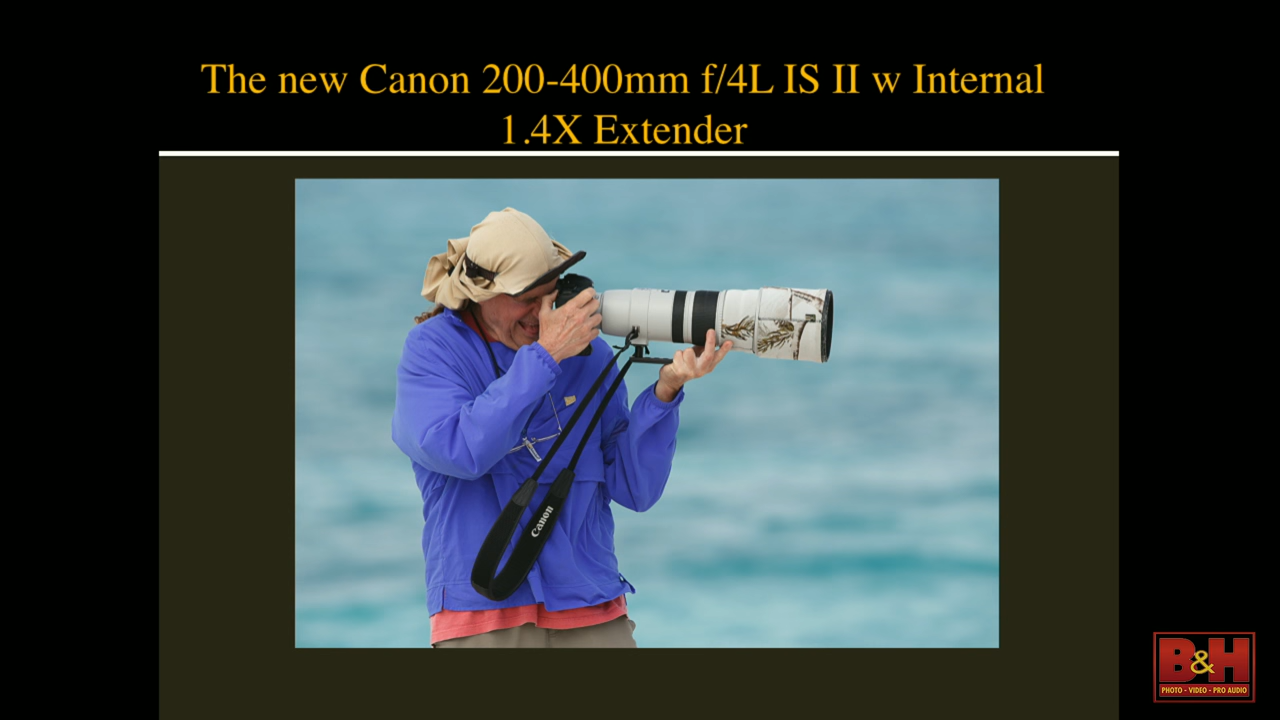 The new Canon 200-400mm f/4L IS II w Internal
1.4X Extender
Canon
B&H
PHOTO - VIDEO - PRO AUDIO